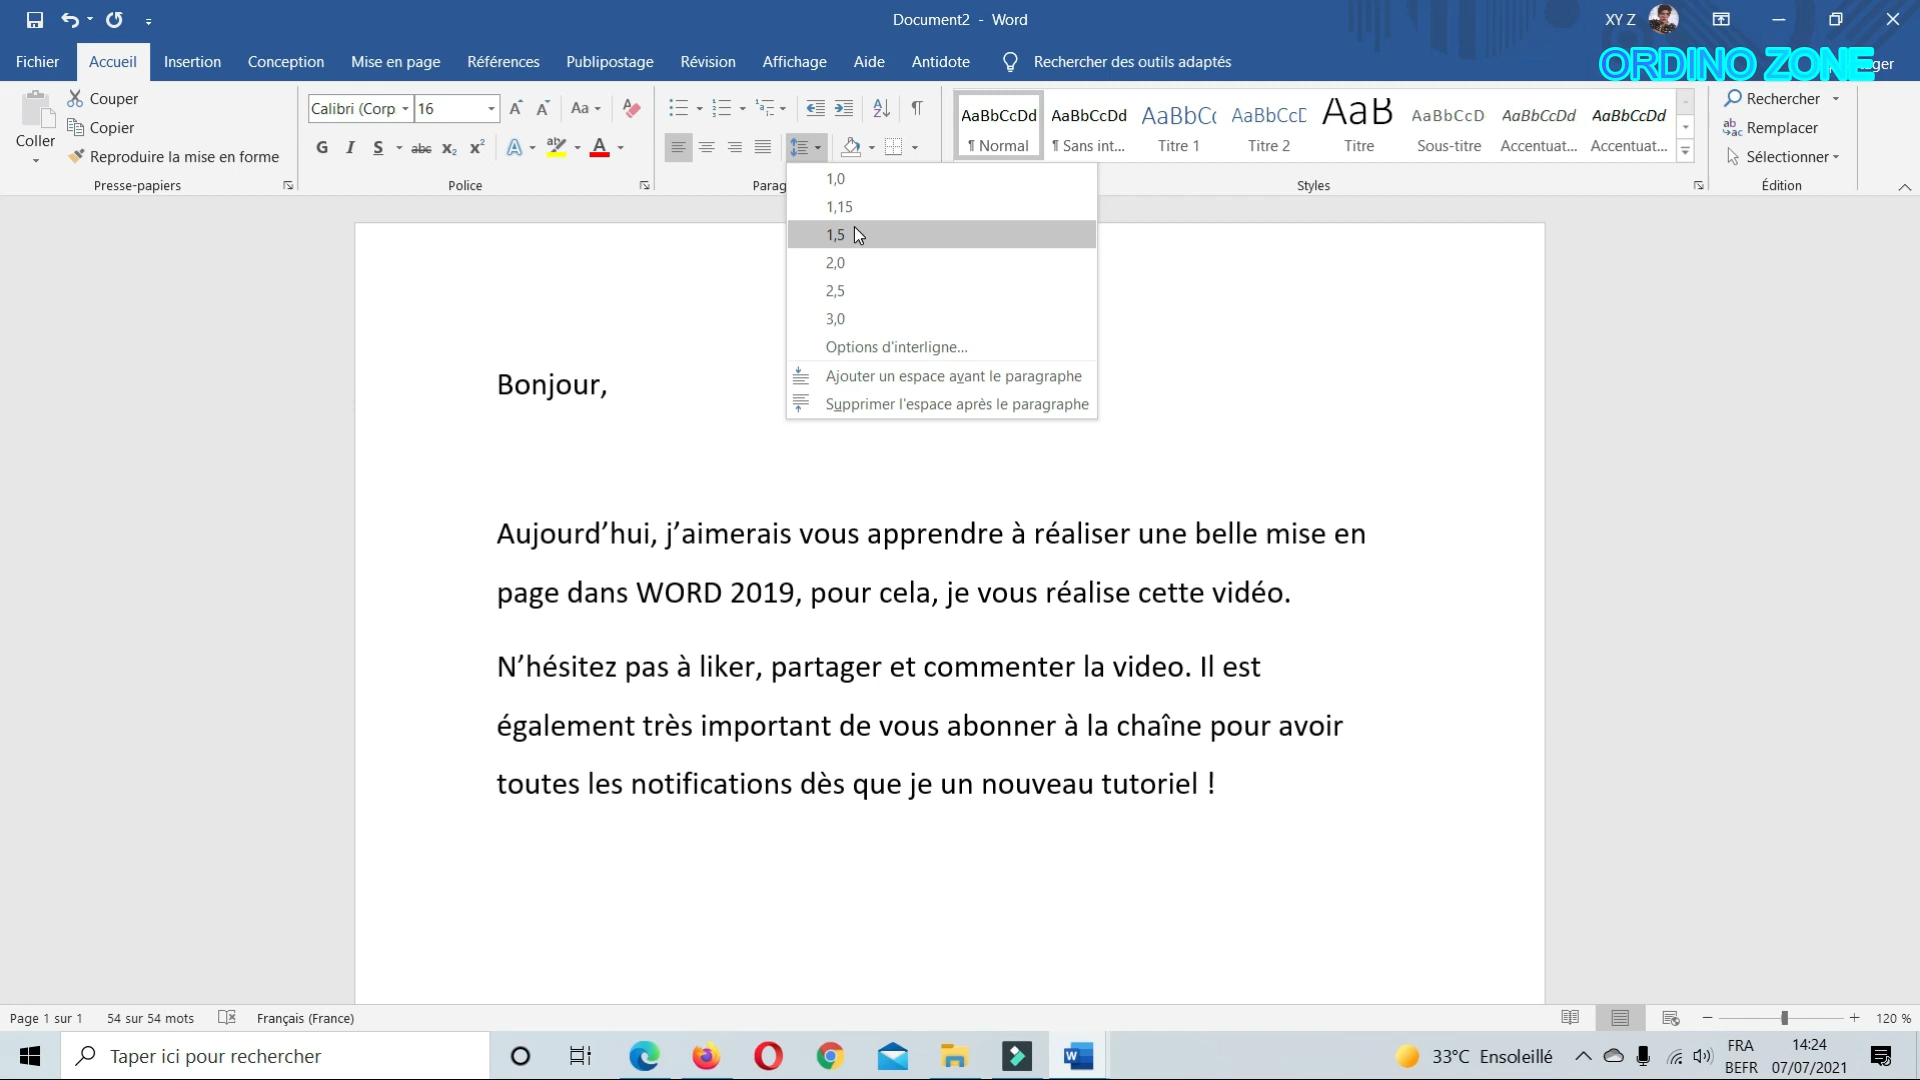 Document2 - Word
XY Z
Fichier
Accueil
Insertion
Conception
Mise en page
Références
Publipostage
Révision
Affichage
Aide
Antidote
Rechercher des outils adaptés
ORDINO ZONE
Coller
Couper
Copier
Reproduire la mise en forme
Presse-papiers
Calibri (Corp
16
Aa
G I S abc x₂ x²
A
Police
Parag
AaBbCcDd
¶ Normal
AaBbCcDd
¶ Sans int...
AaBbCc
Titre 1
AaBbCcC
Titre 2
AaB
Titre
AaBbCcD
Sous-titre
AaBbCcDd
Accentuat...
AaBbCcDd
Accentuat...
Styles
Rechercher
Remplacer
Sélectionner
Édition
1,0
1,15
1,5
2,0
2,5
3,0
Options d'interligne...
Ajouter un espace avant le paragraphe
Supprimer l'espace après le paragraphe
Bonjour,
Aujourd’hui, j’aimerais vous apprendre à réaliser une belle mise en
page dans WORD 2019, pour cela, je vous réalise cette vidéo.
N’hésitez pas à liker, partager et commenter la video. Il est
également très important de vous abonner à la chaîne pour avoir
toutes les notifications dès que je un nouveau tutoriel !
Page 1 sur 1
54 sur 54 mots
Français (France)
120 %
Taper ici pour rechercher
33°C Ensoleillé
FRA
BEFR
14:24
07/07/2021